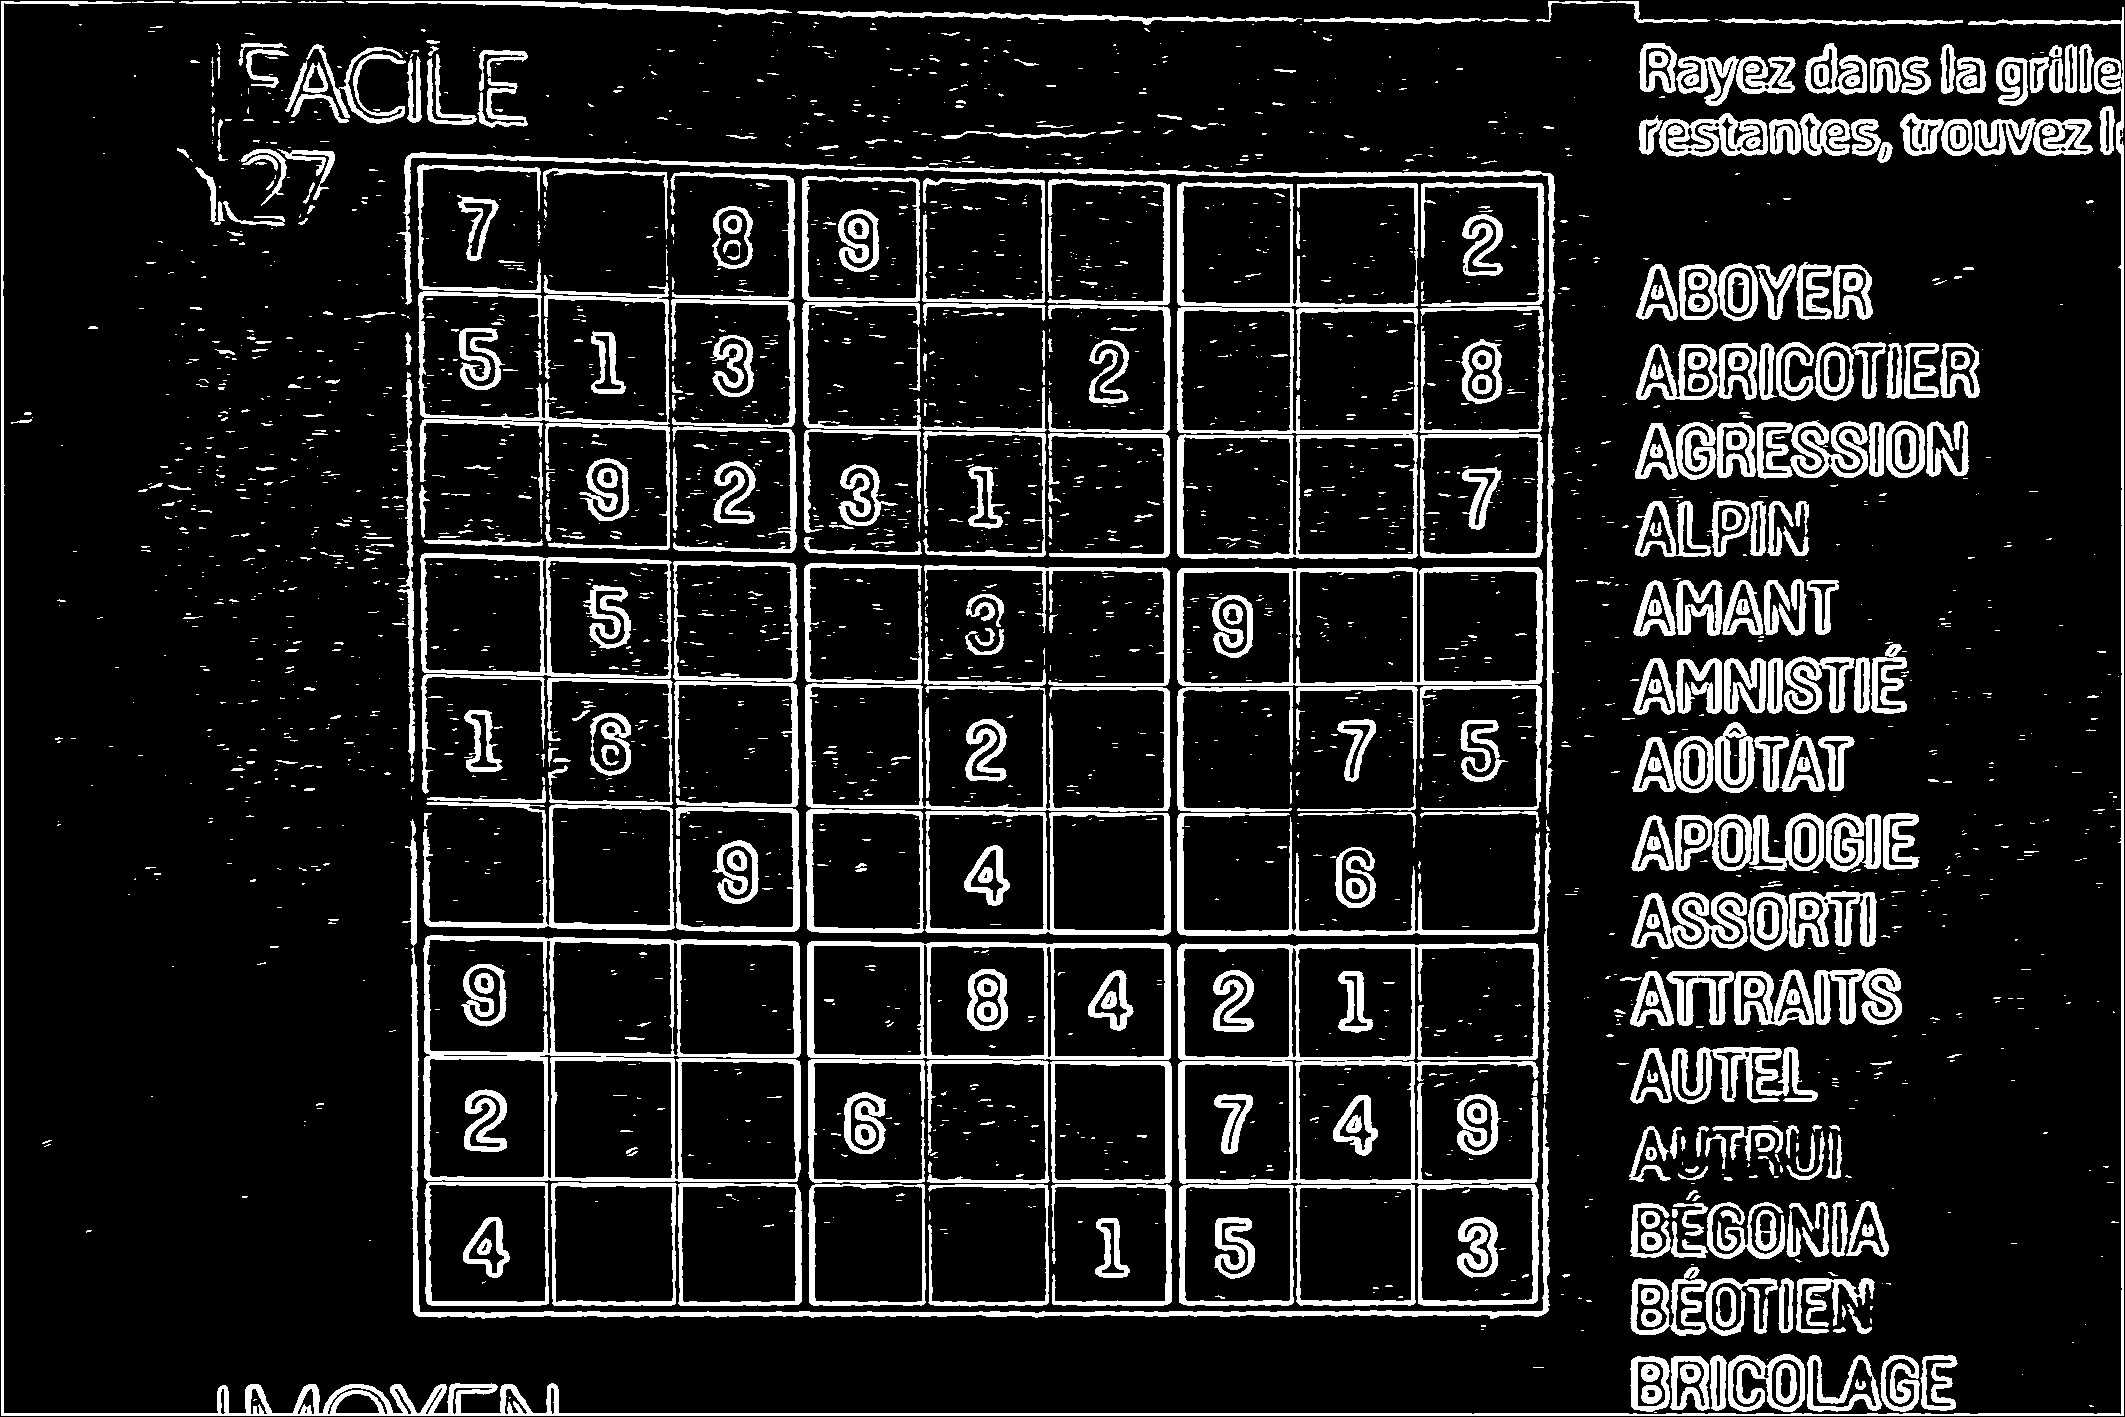 FACILE
27
7 8 9 2
5 1 3 2 8
9 2 3 1 7
5 3 9
1 6 2 7 5
9 4 6
9 8 4 2 1
2 6 7 4 9
4 1 5 3
MOYEN
Rayez dans la grille
restantes, trouvez
ABOYER
ABRICOTIER
AGRESSION
ALPIN
AMANT
AMNISTIÉ
AOÛTAT
APOLOGIE
ASSORTI
ATTRAITS
AUTEL
AUTRUI
BÉGONIA
BÉOTIEN
BRICOLAGE